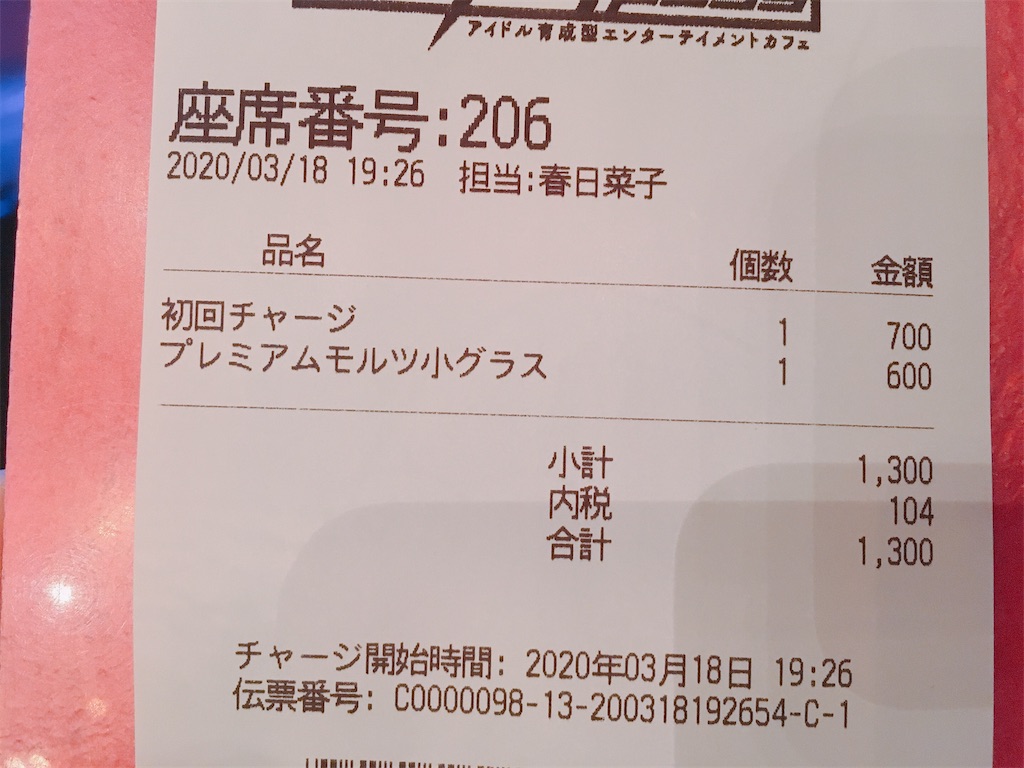 アイドル育成型エンターテイメントカフェ
座席番号:206
2020/03/18 19:26 担当:春日菜子
品名 個数 金額
初回チャージ 1 700
プレミアムモルツ小グラス 1 600
小計 1,300
内税 104
合計 1,300
チャージ開始時間: 2020年03月18日 19:26
伝票番号: C0000098-13-200318192654-C-1